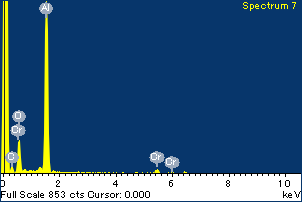 Spectrum 7
Al
O
Cr
C
Cr
Cr
0 2 4 6 8 10
Full Scale 853 cts Cursor: 0.000 keV